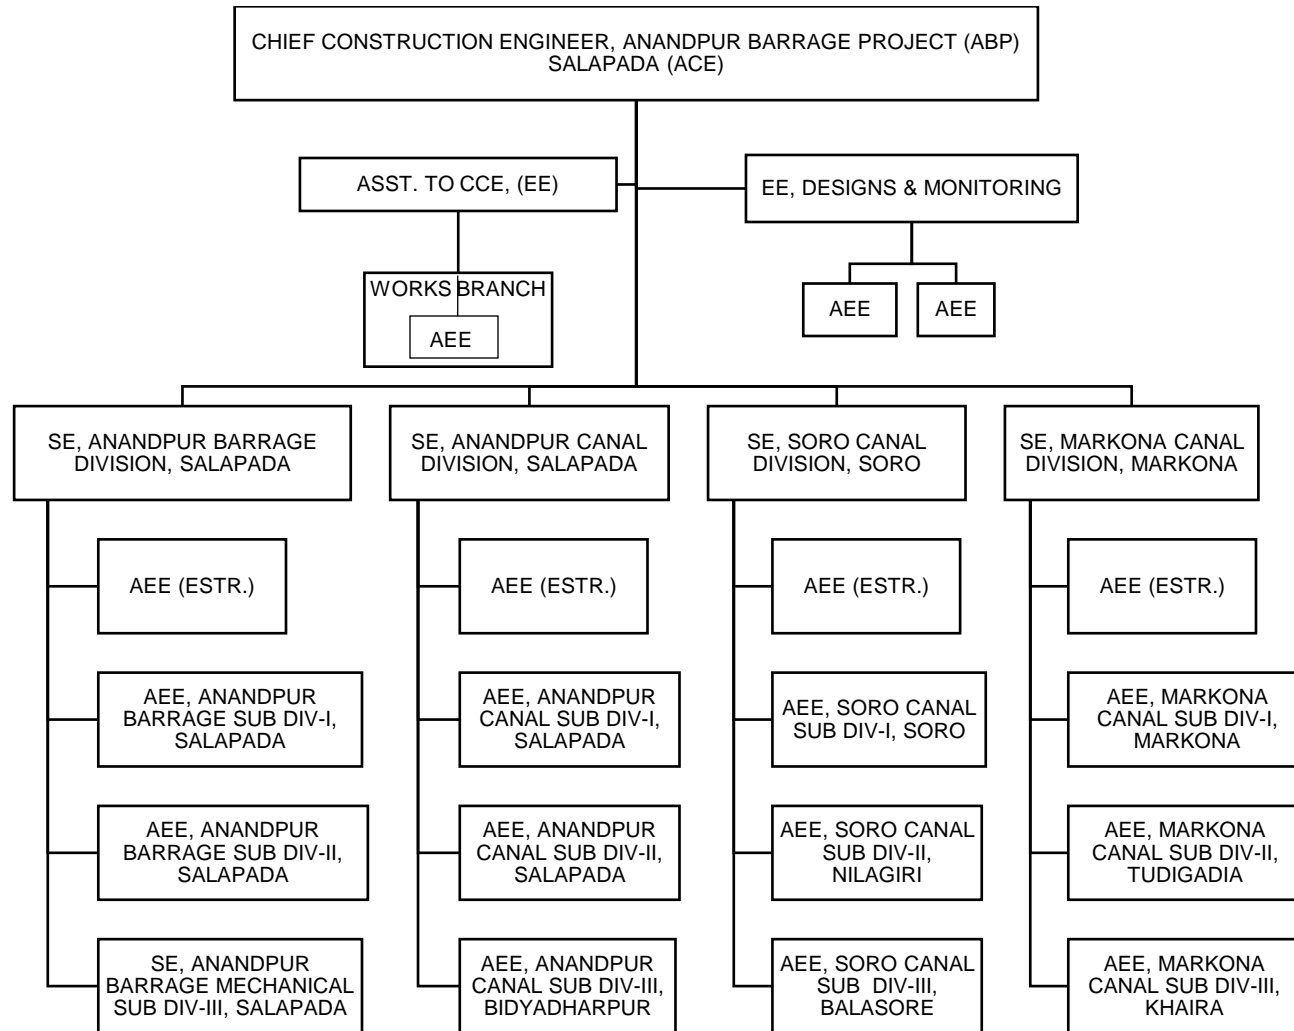 CHIEF CONSTRUCTION ENGINEER, ANANDPUR BARRAGE PROJECT (ABP)
SALAPADA (ACE)
ASST. TO CCE, (EE)
EE, DESIGNS & MONITORING
WORKS BRANCH
AEE
AEE
AEE
SE, ANANDPUR BARRAGE
DIVISION, SALAPADA
SE, ANANDPUR CANAL
DIVISION, SALAPADA
SE, SORO CANAL
DIVISION, SORO
SE, MARKONA CANAL
DIVISION, MARKONA
AEE (ESTR.)
AEE (ESTR.)
AEE (ESTR.)
AEE (ESTR.)
AEE, ANANDPUR
BARRAGE SUB DIV-I,
SALAPADA
AEE, ANANDPUR
CANAL SUB DIV-I,
SALAPADA
AEE, SORO CANAL
SUB DIV-I, SORO
AEE, MARKONA
CANAL SUB DIV-I,
MARKONA
AEE, ANANDPUR
BARRAGE SUB DIV-II,
SALAPADA
AEE, ANANDPUR
CANAL SUB DIV-II,
SALAPADA
AEE, SORO CANAL
SUB DIV-II,
NILAGIRI
AEE, MARKONA
CANAL SUB DIV-II,
TUDIGADIA
SE, ANANDPUR
BARRAGE MECHANICAL
SUB DIV-III, SALAPADA
AEE, ANANDPUR
CANAL SUB DIV-III,
BIDYADHARPUR
AEE, SORO CANAL
SUB DIV-III,
BALASORE
AEE, MARKONA
CANAL SUB DIV-III,
KHAIRA